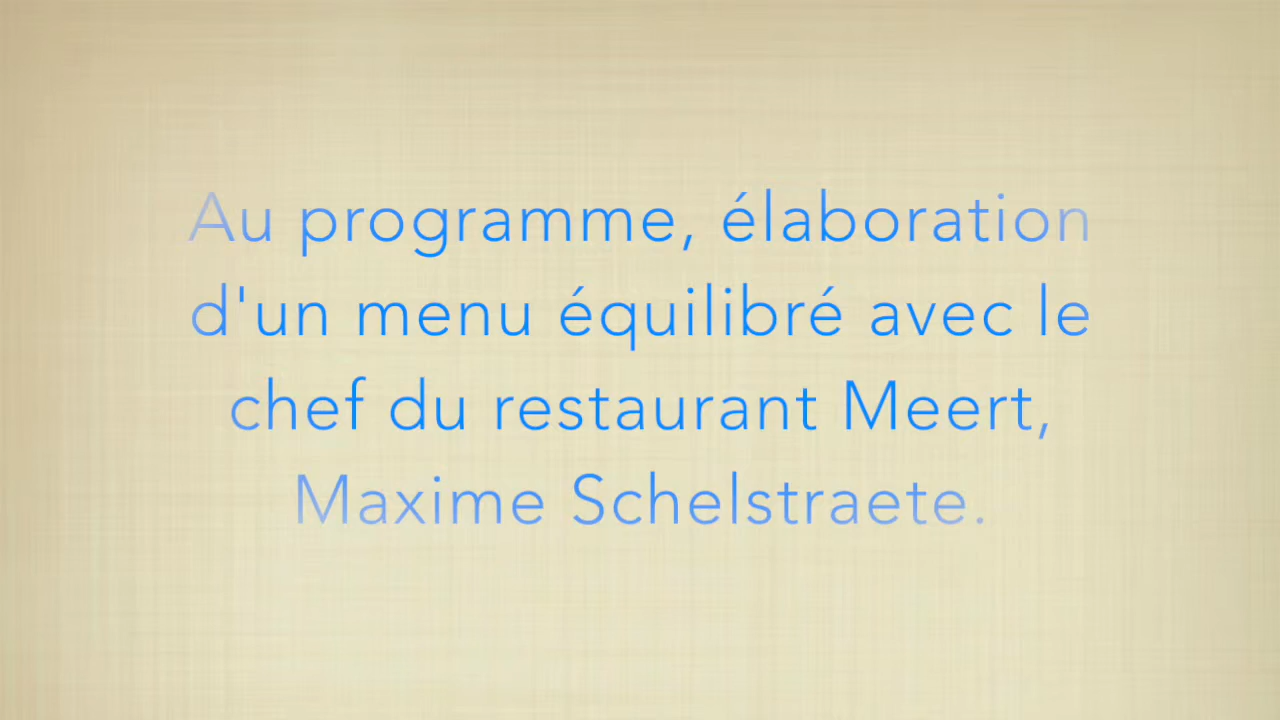 Au programme, élaboration
d'un menu équilibré avec le
chef du restaurant Meert,
Maxime Schelstraete.